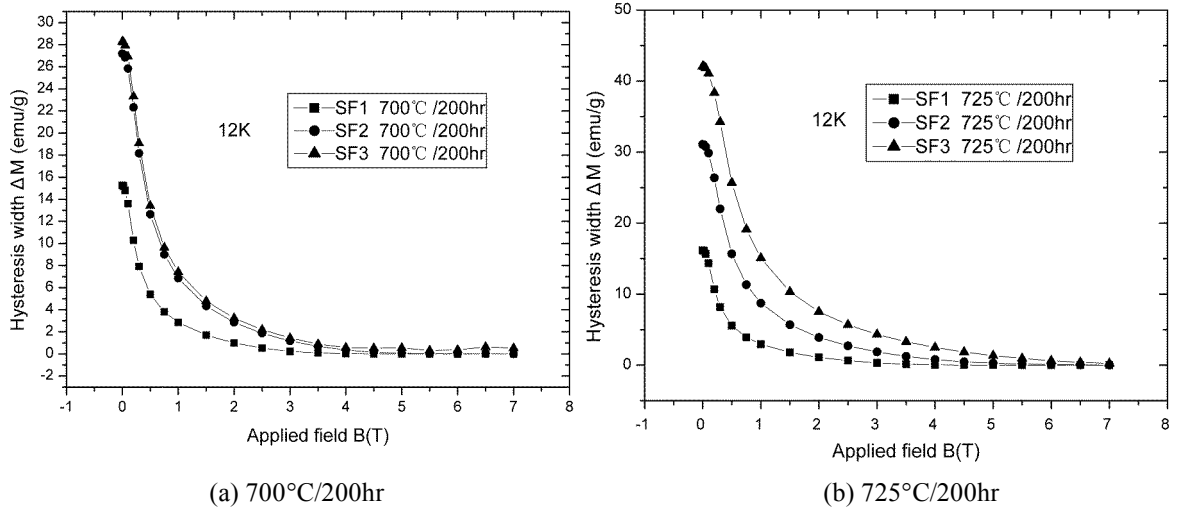 30
28
26
24
22
20
18
16
14
12
10
8
6
4
2
0
-2
Hysteresis width ΔM (emu/g)
SF1 700℃ /200hr
SF2 700℃ /200hr
SF3 700℃ /200hr
12K
-1 0 1 2 3 4 5 6 7 8
Applied field B(T)
(a) 700°C/200hr
50
40
30
20
10
0
Hysteresis width ΔM (emu/g)
SF1 725℃ /200hr
SF2 725℃ /200hr
SF3 725℃ /200hr
12K
-1 0 1 2 3 4 5 6 7 8
Applied field B(T)
(b) 725°C/200hr